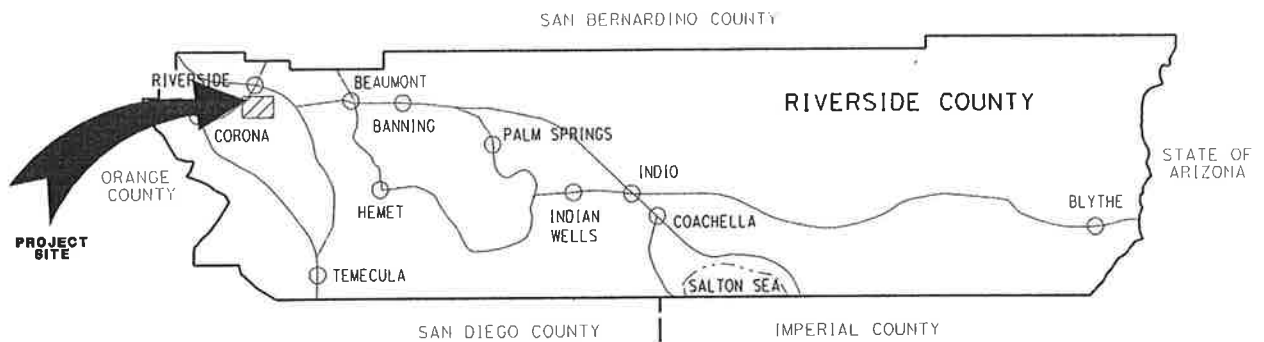 SAN BERNARDINO COUNTY
RIVERSIDE
BEAUMONT
RIVERSIDE COUNTY
CORONA
BANNING
PALM SPRINGS
STATE OF
ARIZONA
ORANGE
COUNTY
INDIO
HEMET
INDIAN
WELLS
COACHELLA
BLYTHE
PROJECT
SITE
TEMECULA
SALTON SEA
SAN DIEGO COUNTY
IMPERIAL COUNTY